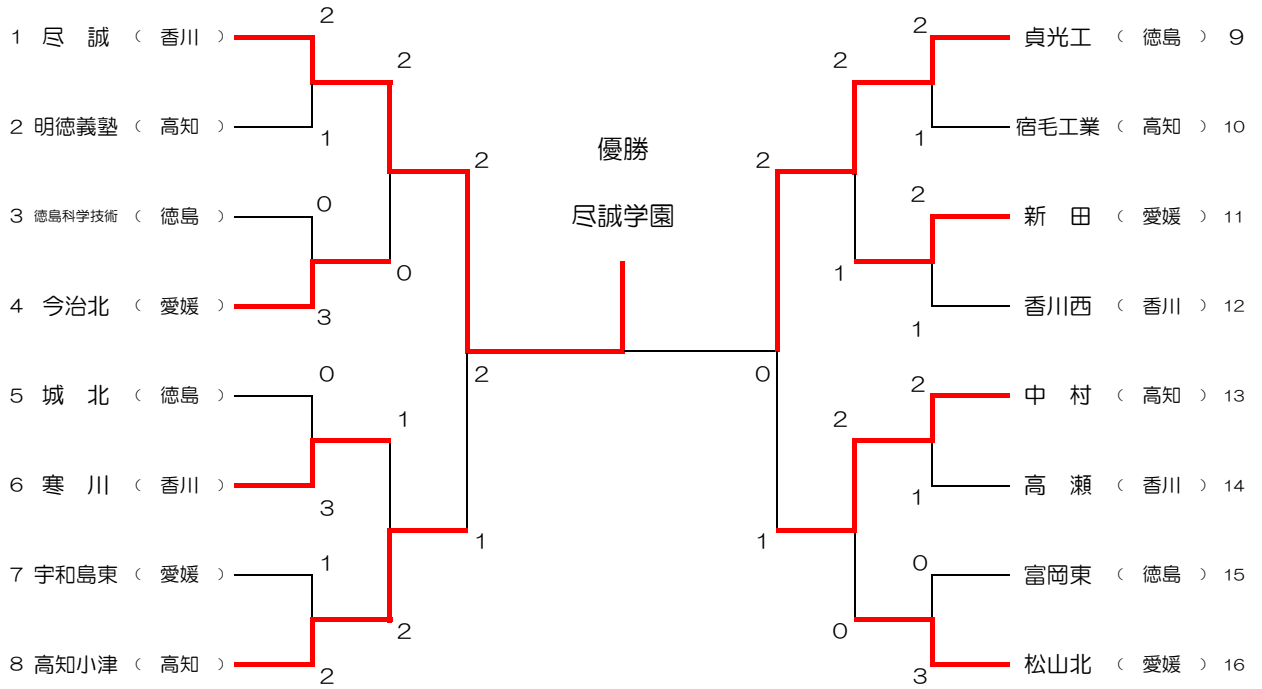 1 尽 誠 （ 香川 ）
2
2
2 明徳義塾 （ 高知 ）
1
2
3 徳島科学技術 （ 徳島 ）
0
0
4 今治北 （ 愛媛 ）
3
5 城 北 （ 徳島 ）
0
1
2
6 寒 川 （ 香川 ）
3
7 宇和島東 （ 愛媛 ）
1
1
2
8 高知小津 （ 高知 ）
2
優勝
尽誠学園
2
貞光工 （ 徳島 ） 9
2
1
宿毛工業 （ 高知 ） 10
2
2
新 田 （ 愛媛 ） 11
1
1
香川西 （ 香川 ） 12
0
2
中 村 （ 高知 ） 13
2
1
高 瀬 （ 香川 ） 14
1
0
富岡東 （ 徳島 ） 15
0
3
松山北 （ 愛媛 ） 16